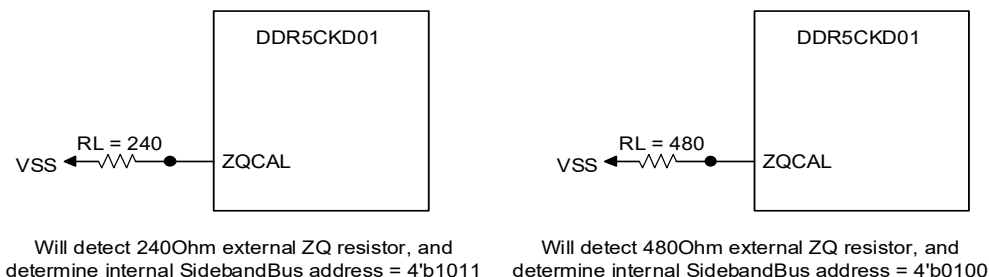 DDR5CKD01
RL = 240
VSS
ZQCAL
Will detect 240Ohm external ZQ resistor, and
determine internal SidebandBus address = 4'b1011
DDR5CKD01
RL = 480
VSS
ZQCAL
Will detect 480Ohm external ZQ resistor, and
determine internal SidebandBus address = 4'b0100